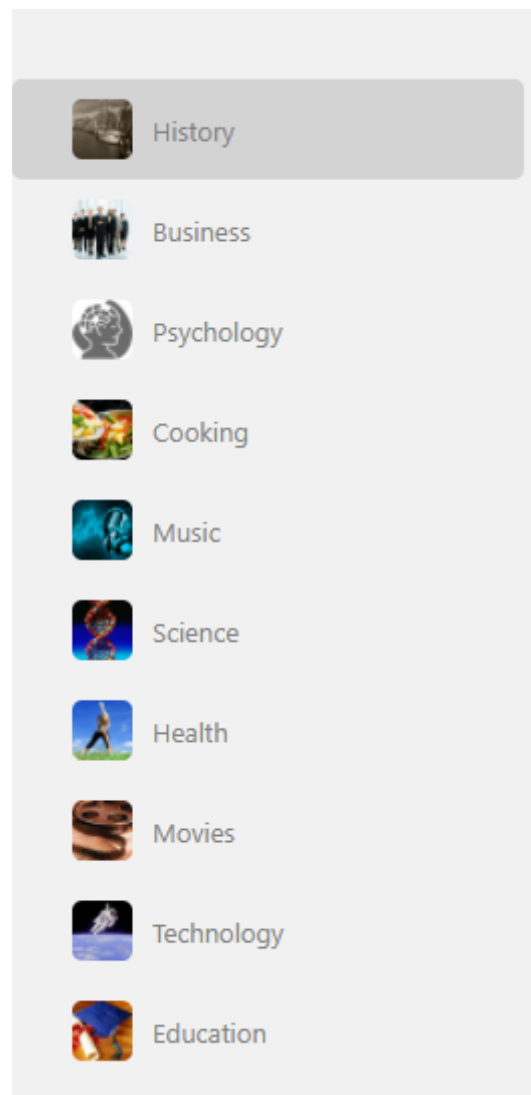 History
Business
Psychology
Cooking
Music
Science
Health
Movies
Technology
Education